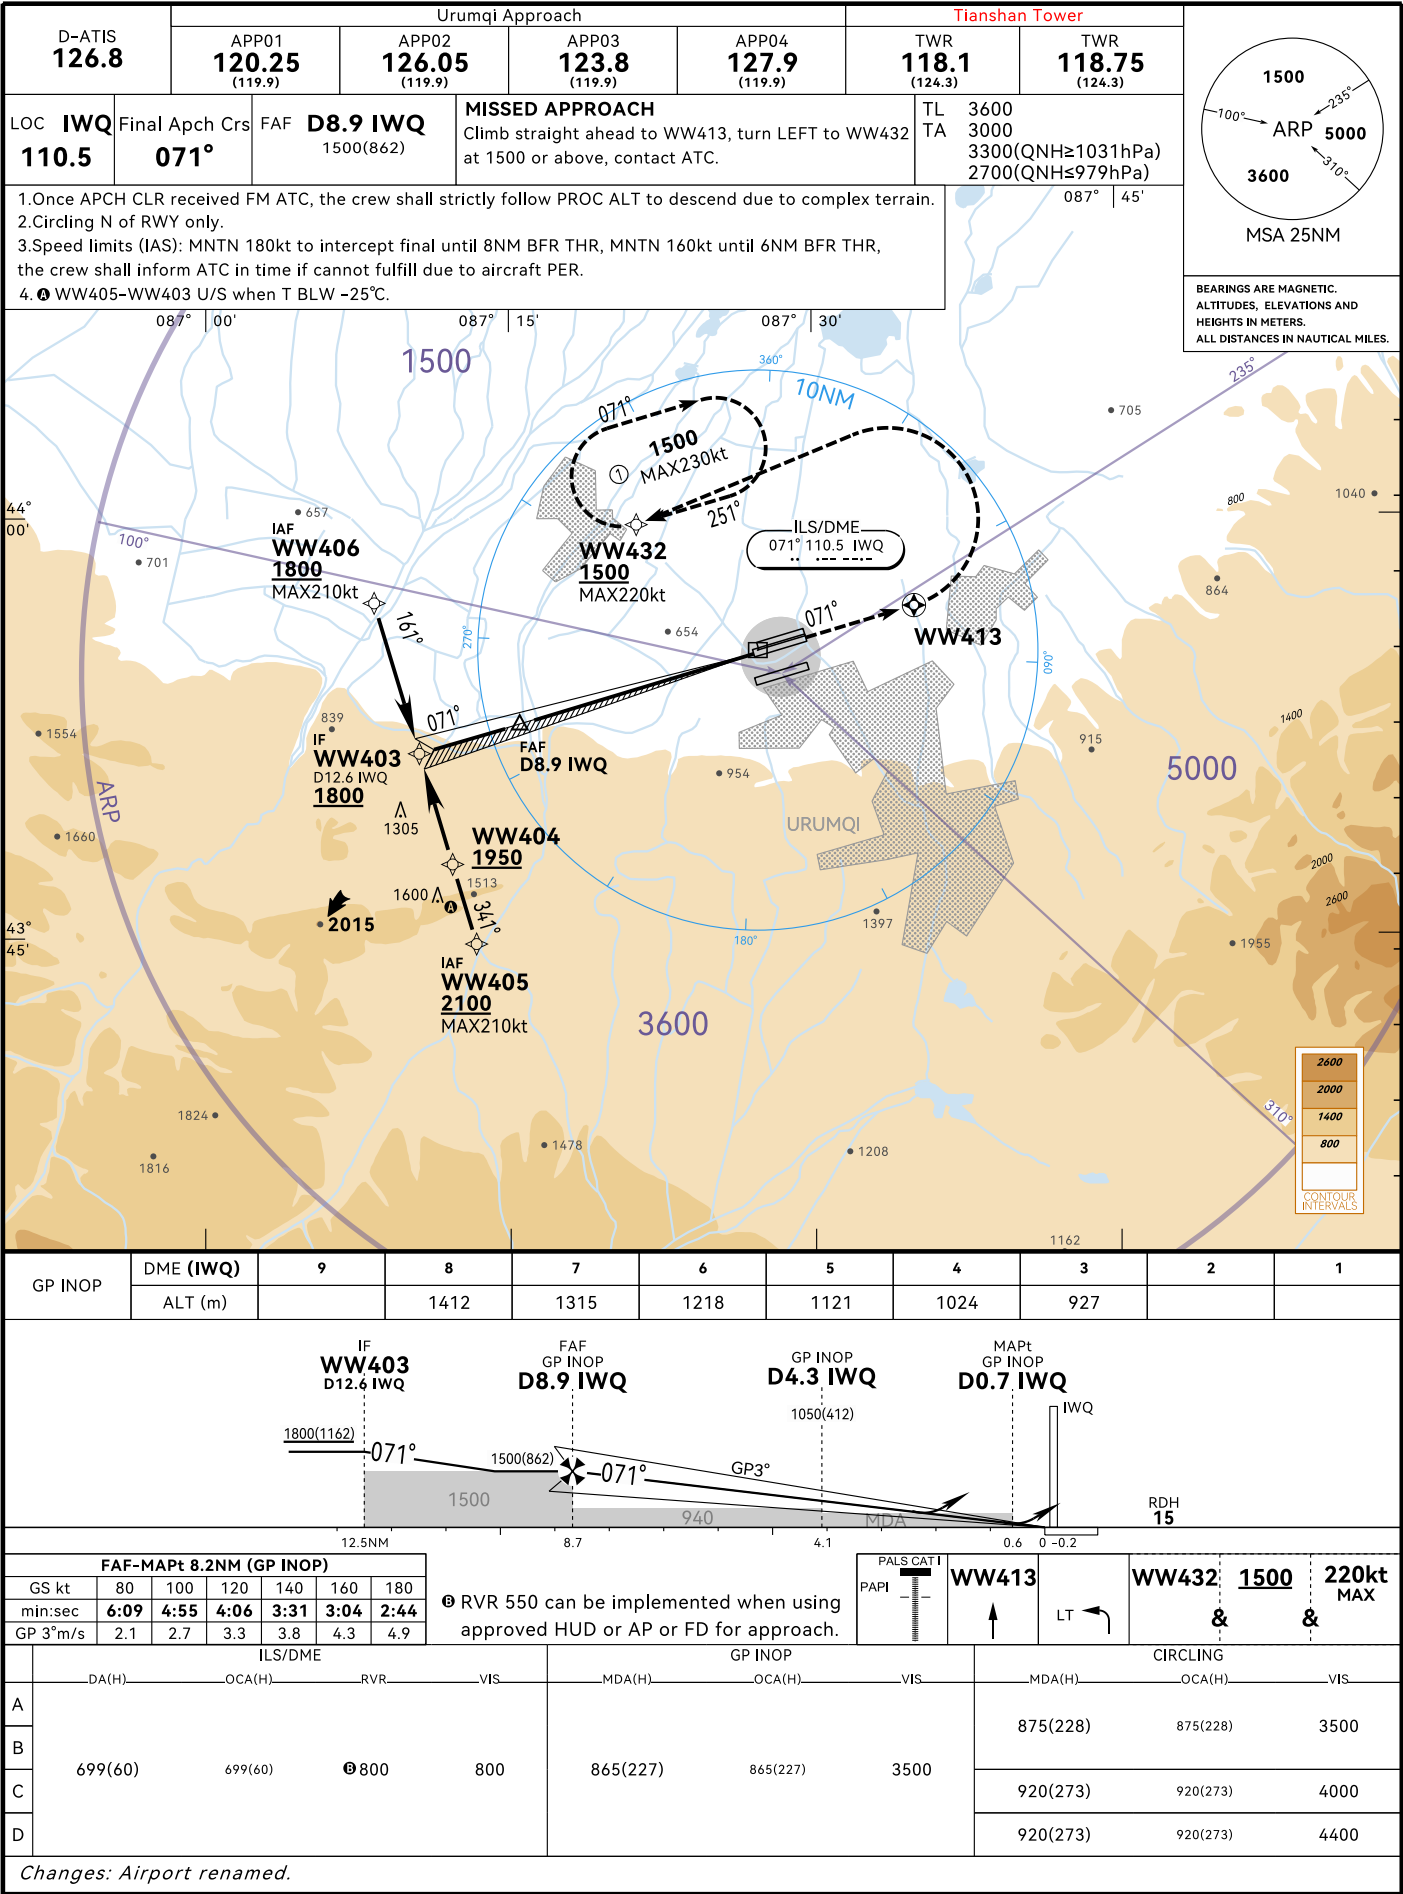 D-ATIS
126.8
Urumqi Approach
APP01
120.25
(119.9)
APP02
126.05
(119.9)
APP03
123.8
(119.9)
APP04
127.9
(119.9)
Tianshan Tower
TWR
118.1
(124.3)
TWR
118.75
(124.3)
LOC IWQ
110.5
Final Apch Crs
071°
FAF D8.9 IWQ
1500(862)
MISSED APPROACH
Climb straight ahead to WW413, turn LEFT to WW432
at 1500 or above, contact ATC.
TL 3600
TA 3000
3300(QNH≥1031hPa)
2700(QNH≤979hPa)
1500
100°
235°
ARP 5000
310°
3600
MSA 25NM
1.Once APCH CLR received FM ATC, the crew shall strictly follow PROC ALT to descend due to complex terrain.
2.Circling N of RWY only.
3.Speed limits (IAS): MNTN 180kt to intercept final until 8NM BFR THR, MNTN 160kt until 6NM BFR THR,
the crew shall inform ATC in time if cannot fulfill due to aircraft PER.
4. A WW405-WW403 U/S when T BLW -25℃.
BEARINGS ARE MAGNETIC.
ALTITUDES, ELEVATIONS AND
HEIGHTS IN METERS.
ALL DISTANCES IN NAUTICAL MILES.
087° 45'
087° 00'
087° 15'
087° 30'
1500
360°
10NM
235°
071°
1500
① MAX230kt
705
251°
800
1040
44°
00'
657
100°
701
IAF
WW406
1800
MAX210kt
WW432
1500
MAX220kt
ILS/DME
071° 110.5 IWQ
864
161°
270°
654
071°
WW413
090°
839
071°
1554
IF
WW403
D12.6 IWQ
1800
FAF
D8.9 IWQ
954
915
1400
5000
ARP
1305
1660
WW404
1950
URUMQI
2000
1600
A
1513
341°
2600
2015
1397
43°
45'
180°
1955
IAF
WW405
2100
MAX210kt
3600
2600
2000
1400
800
CONTOUR
INTERVALS
310°
1824
1478
1208
1816
1162
GP INOP
DME (IWQ) 9 8 7 6 5 4 3 2 1
ALT (m) 1412 1315 1218 1121 1024 927
IF
WW403
D12.6 IWQ
FAF
GP INOP
D8.9 IWQ
GP INOP
D4.3 IWQ
1050(412)
MAPt
GP INOP
D0.7 IWQ
IWQ
1800(1162)
071°
1500(862)
071°
GP3°
1500
940
MDA
RDH
15
12.5NM 8.7 4.1 0.6 0 -0.2
FAF-MAPt 8.2NM (GP INOP)
GS kt 80 100 120 140 160 180
min:sec 6:09 4:55 4:06 3:31 3:04 2:44
GP 3°m/s 2.1 2.7 3.3 3.8 4.3 4.9
B RVR 550 can be implemented when using
approved HUD or AP or FD for approach.
PALS CAT I
PAPI
WW413
LT
WW432 & 1500 & 220kt
MAX
ILS/DME
DA(H) OCA(H) RVR VIS
GP INOP
MDA(H) OCA(H) VIS
CIRCLING
MDA(H) OCA(H) VIS
A
B
C
D
699(60) 699(60) B 800 800
865(227) 865(227) 3500
875(228) 875(228) 3500
920(273) 920(273) 4000
920(273) 920(273) 4400
Changes: Airport renamed.